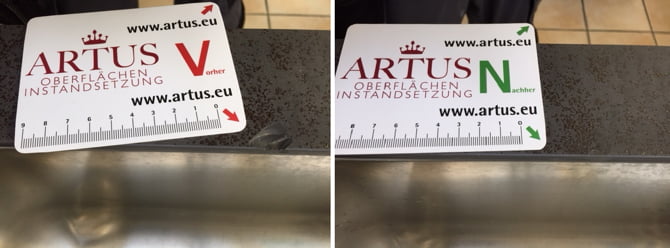 www.artus.eu
ARTUS Vorher
OBERFLÄCHEN
INSTANDSETZUNG
www.artus.eu
9 8 7 6 5 4 3 2 1 0
www.artus.eu
ARTUS Nachher
OBERFLÄCHEN
INSTANDSETZUNG
www.artus.eu
8 7 6 5 4 3 2 1 0